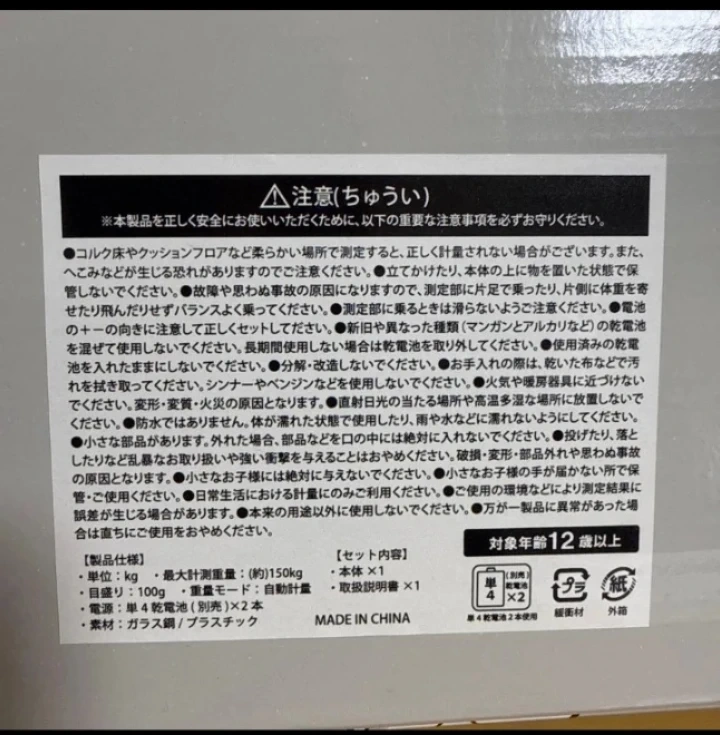 ⚠注意(ちゅうい)
※本製品を正しく安全にお使いいただくために、以下の重要な注意事項を必ずお守りください。
●コルク床やクッションフロアなど柔らかい場所で測定すると、正しく計量されない場合がございます。また、
へこみなどが生じる恐れがありますのでご注意ください。●立てかけたり、本体の上に物を置いた状態で保
管しないでください。●故障や思わぬ事故の原因になりますので、測定部に片足で乗ったり、片側に体重を寄
せたり飛んだりせずバランスよく乗ってください。●測定部に乗るときは滑らないようご注意ください。●電池
の+ーの向きに注意して正しくセットしてださい。●新旧や異なった種類(マンガンとアルカリなど)の乾電池
を混ぜて使用しないでください。長期間使用しない場合は乾電池を取り外してください。●使用済みの乾電
池を入れたままにしないでください。●分解・改造しないでください。●お手入れの際は、乾いた布などで汚
れを拭き取ってください。シンナーやベンジンなどを使用しないでください。●火気や暖房器具に近づけない
でください。変形・変質・火災の原因となります。●直射日光の当たる場所や高温多湿な場所に放置しないで
ください。●防水ではありません。体が濡れた状態で使用したり、雨や水などに濡れないようにしてください。
●小さな部品があります。外れた場合、部品などを口の中には絶対に入れないでください。●投げたり、落と
したりなど乱暴なお取り扱いや強い衝撃を与えることはおやめください。破損・変形・部品外れや思わぬ事故
の原因となります。●小さなお子様には絶対に与えないでください。●小さなお子様の手が届かない所で保
管・ご使用ください。●日常生活における計量にのみご利用ください。●ご使用の環境などにより測定結果に
誤差が生じる場合があります。●本来の用途以外に使用しないでください。●万が一製品に異常があった場
合は直ちにご使用をおやめください。
対象年齢12歳以上
【製品仕様】
・単位:kg ・最大計測重量:(約)150kg
・目盛り:100g ・重量モード:自動計量
・電源:単4乾電池(別売)×2本
・素材:ガラス鋼/プラスチック
【セット内容】
・本体×1
・取扱説明書×1
MADE IN CHINA
単4
(別売)
乾電池
×2
単4乾電池2本使用
プラ
緩衝材
紙
外箱